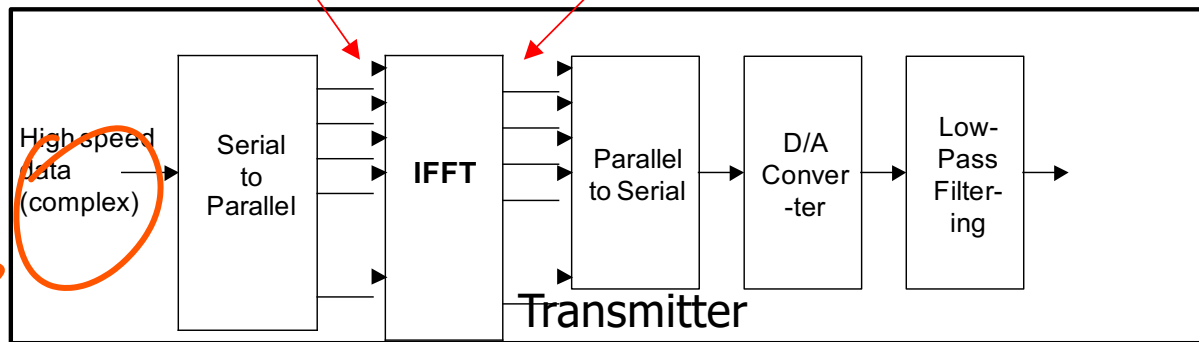 High speed
data
(complex)
Serial
to
Parallel
IFFT
Parallel
to Serial
D/A
Conver
-ter
Low-
Pass
Filter-
ing
Transmitter